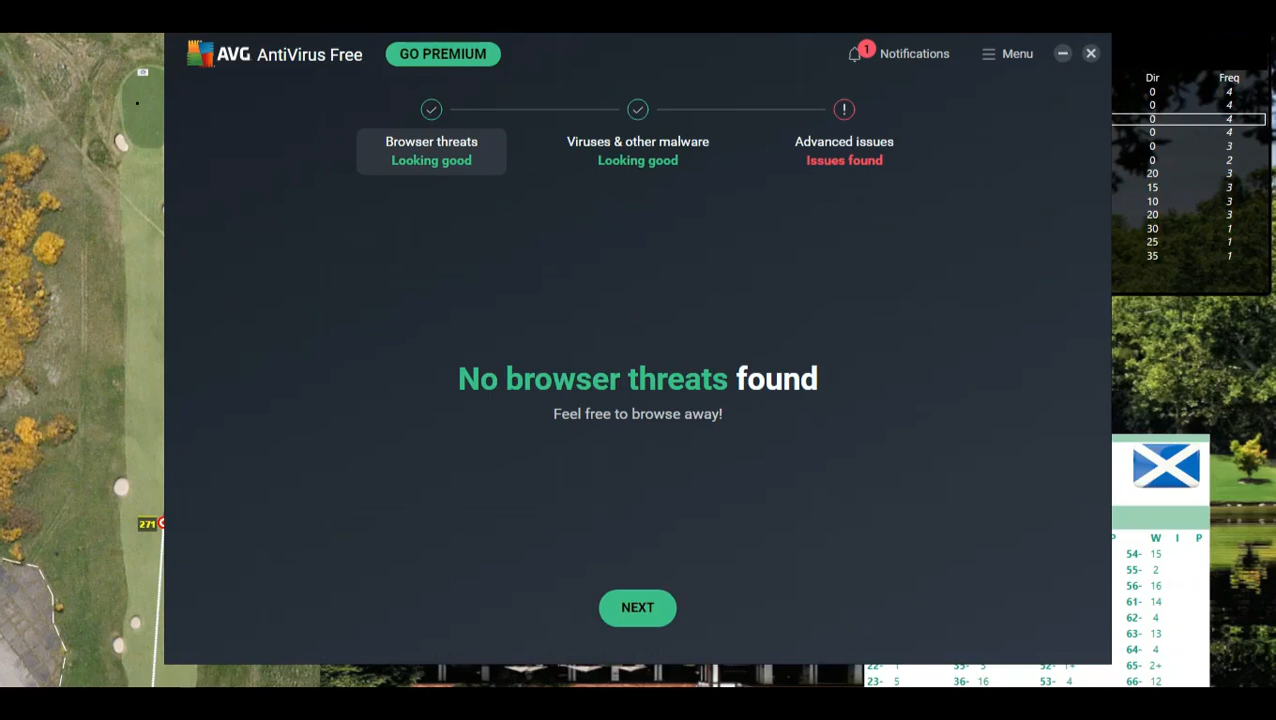 AVG AntiVirus Free
GO PREMIUM
1
Notifications
Menu
Browser threats
Looking good
Viruses & other malware
Looking good
Advanced issues
Issues found
No browser threats found
Feel free to browse away!
NEXT
Dir Freq
0 4
0 4
0 4
0 4
0 3
0 2
20 3
15 3
10 3
20 3
30 1
25 1
35 1
271
W I P
54- 15
55- 2
56- 16
61- 14
62- 4
63- 13
64- 4
65- 2+
23- 5 36- 16 53- 4 66- 12